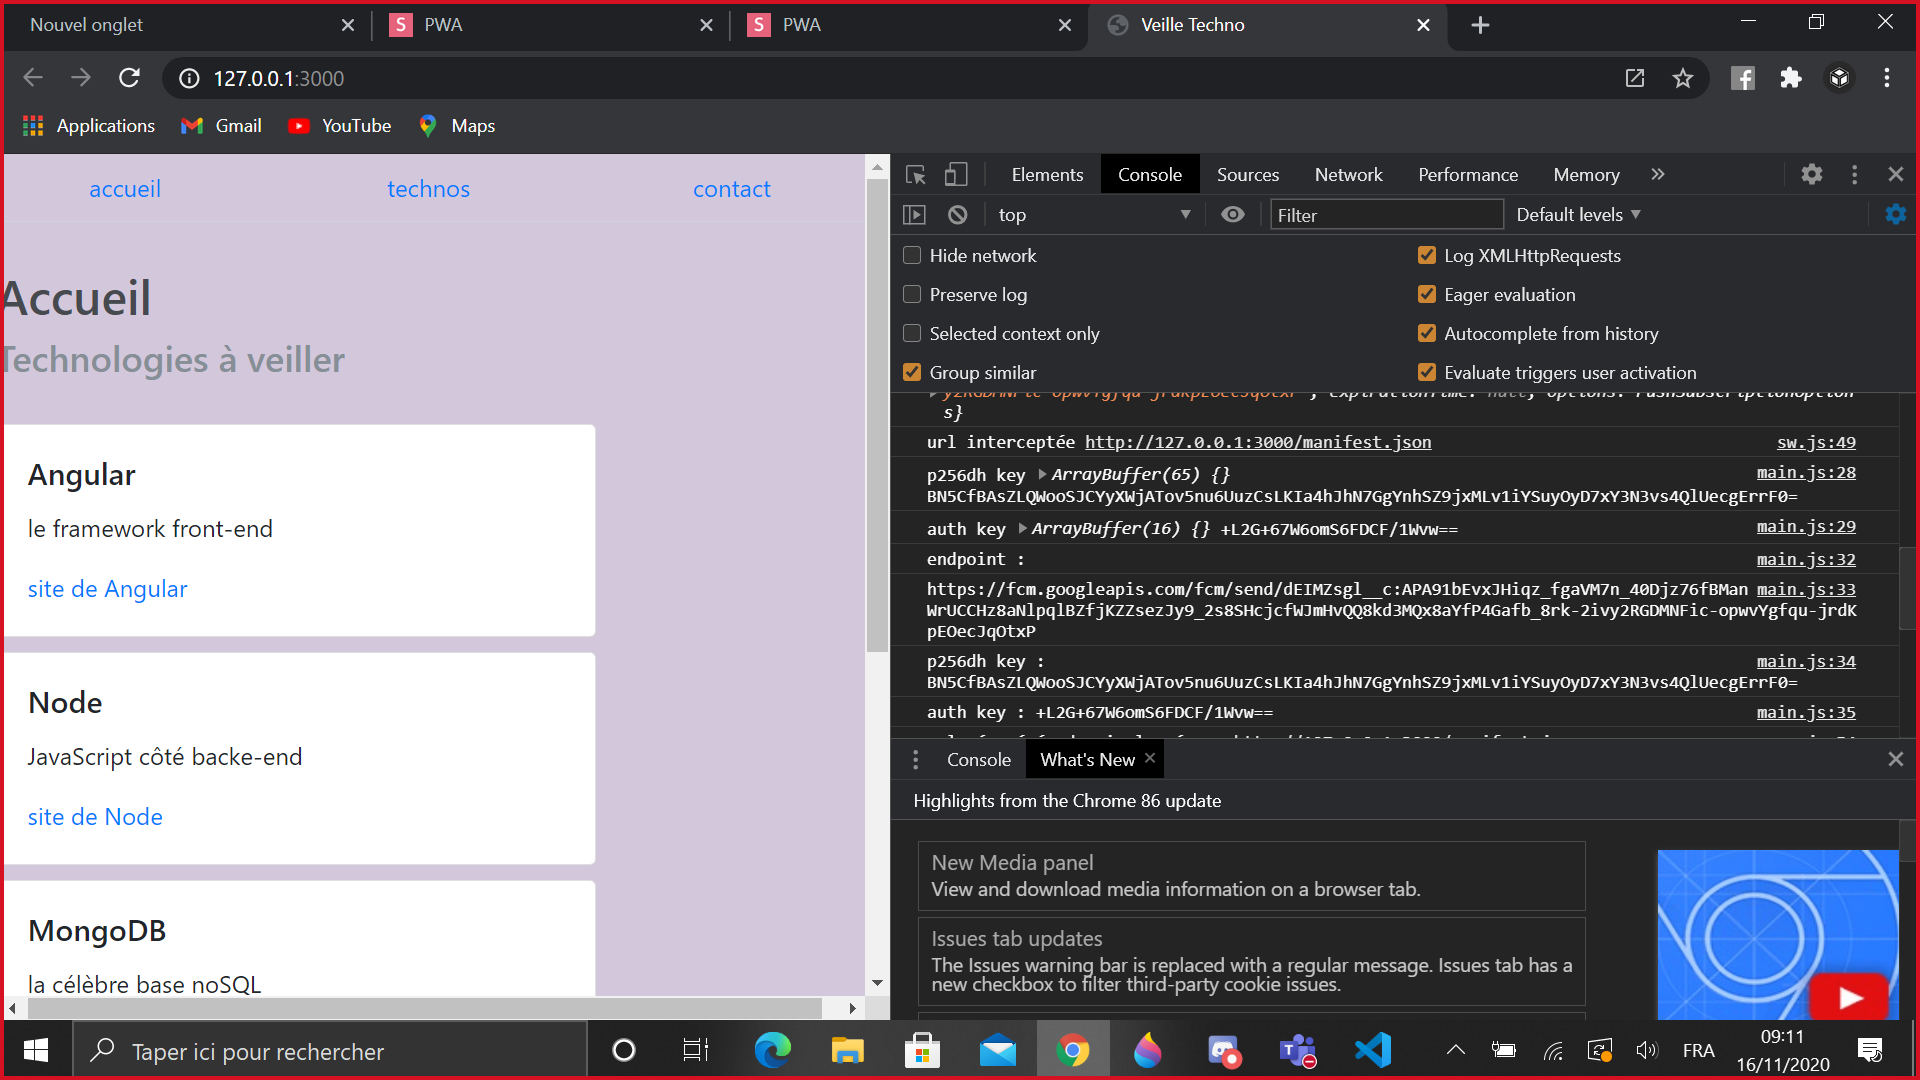 Nouvel onglet
PWA
PWA
Veille Techno
127.0.0.1:3000
Applications
Gmail
YouTube
Maps
accueil
technos
contact
Accueil
Technologies à veiller
Angular
le framework front-end
site de Angular
Node
JavaScript côté backe-end
site de Node
MongoDB
la célèbre base noSQL
Elements
Console
Sources
Network
Performance
Memory
top
Filter
Default levels
Hide network
Log XMLHttpRequests
Preserve log
Eager evaluation
Selected context only
Autocomplete from history
Group similar
Evaluate triggers user activation
s}
url interceptée http://127.0.0.1:3000/manifest.json
sw.js:49
p256dh key ArrayBuffer(65) {}
main.js:28
BN5CfBAsZLQWooSJCYyXWjATov5nu6UuzCsLKIa4hJhN7GgYnhSZ9jxMLv1iYSuyOyD7xY3N3vs4QlUecgErrF0=
auth key ArrayBuffer(16) {} +L2G+67W6omS6FDCF/1Wvw==
main.js:29
endpoint :
main.js:32
https://fcm.googleapis.com/fcm/send/dEIMZsgl__c:APA91bEvxJHiqz_fgaVM7n_40Djz76fBMan
main.js:33
WrUCCHz8aNlpqlBZfjKZZsezJy9_2s8SHcjcfWJmHvQQ8kd3MQx8aYfP4Gafb_8rk-2ivy2RGDMNFic-opwvYgfqu-jrdK
pEOecJqOtxP
p256dh key :
main.js:34
BN5CfBAsZLQWooSJCYyXWjATov5nu6UuzCsLKIa4hJhN7GgYnhSZ9jxMLv1iYSuyOyD7xY3N3vs4QlUecgErrF0=
auth key : +L2G+67W6omS6FDCF/1Wvw==
main.js:35
Console
What's New
Highlights from the Chrome 86 update
New Media panel
View and download media information on a browser tab.
Issues tab updates
The Issues warning bar is replaced with a regular message. Issues tab has a
new checkbox to filter third-party cookie issues.
Taper ici pour rechercher
FRA
09:11
16/11/2020